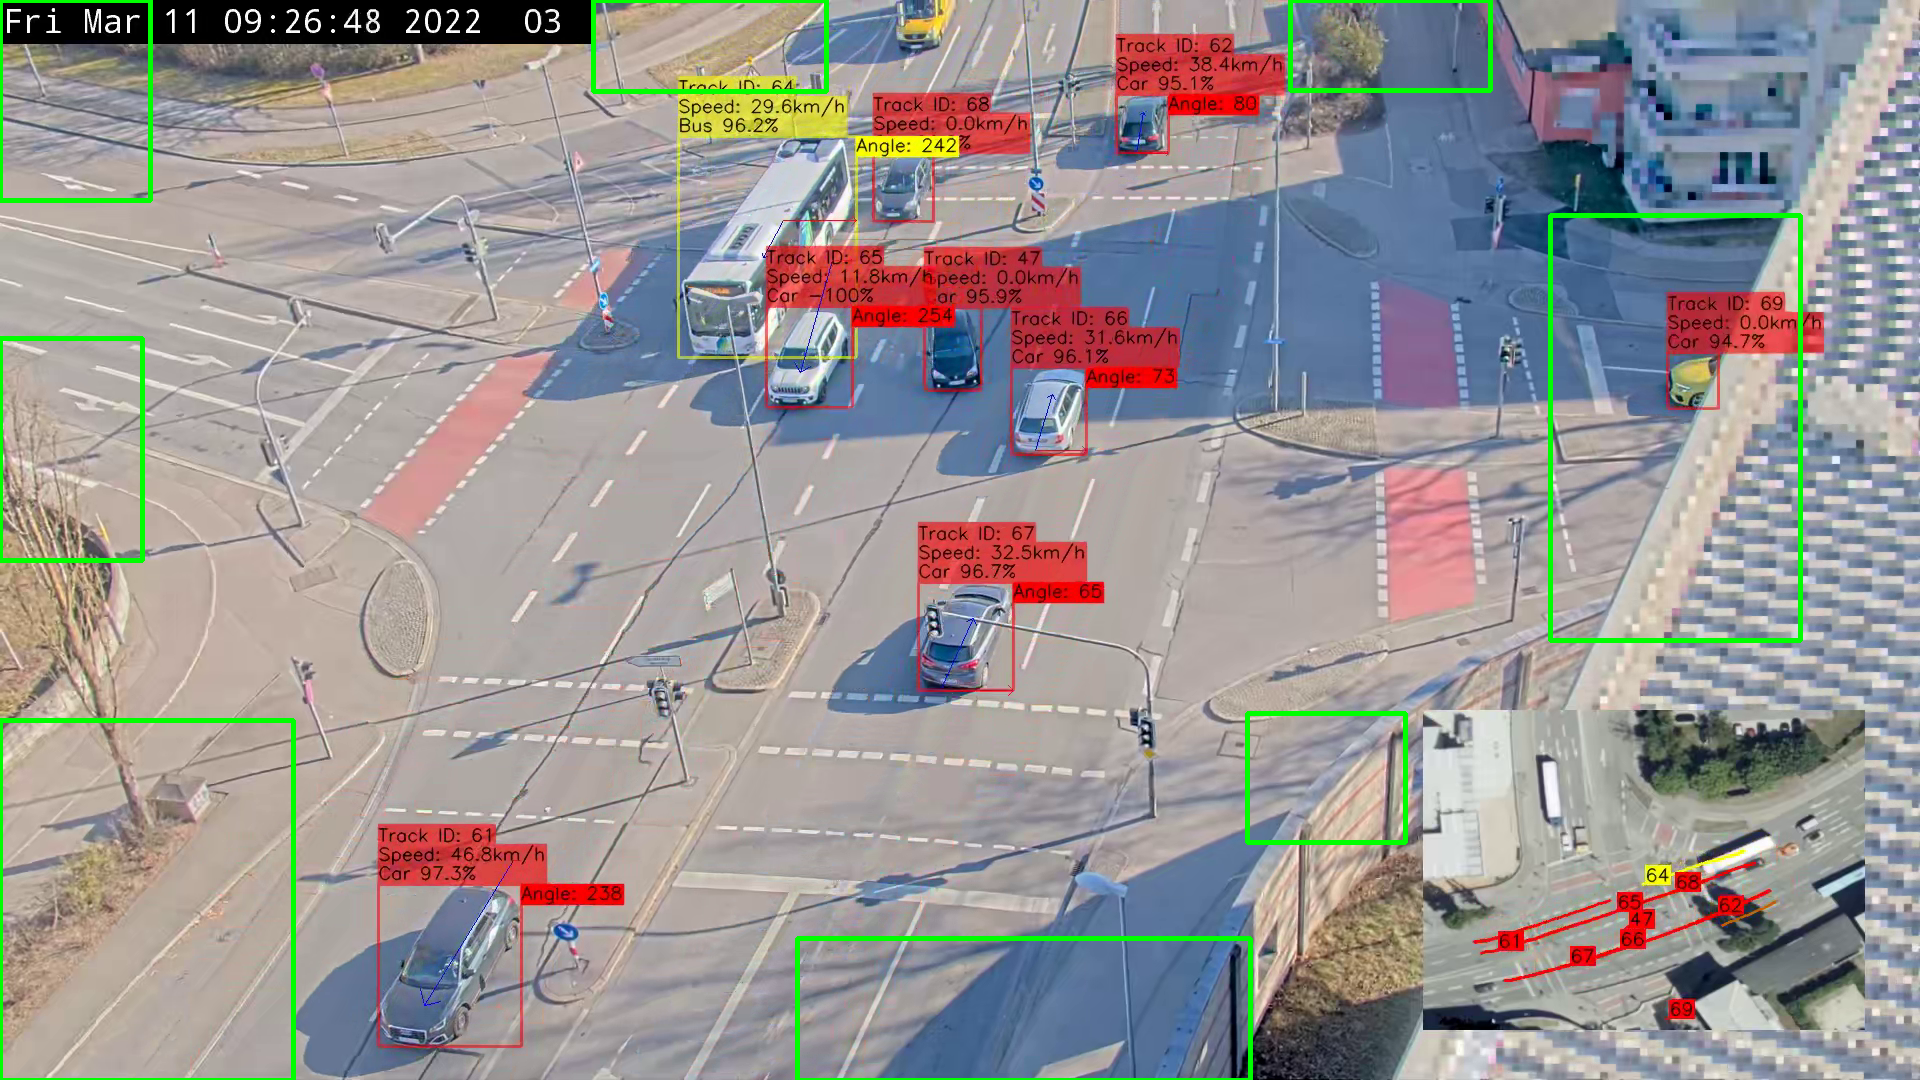 Fri Mar 11 09:26:48 2022 03
Track ID: 62
Speed: 38.4km/h
Car 95.1%
Angle: 80
Track ID: 64
Speed: 29.6km/h
Bus 96.2%
Angle: 242
Track ID: 68
Speed: 0.0km/h
%
Track ID: 65
Speed: 11.8km/h
Car ~100%
Angle: 254
Track ID: 47
Speed: 0.0km/h
Car 95.9%
Track ID: 66
Speed: 31.6km/h
Car 96.1%
Angle: 73
Track ID: 69
Speed: 0.0km/h
Car 94.7%
Track ID: 67
Speed: 32.5km/h
Car 96.7%
Angle: 65
Track ID: 61
Speed: 46.8km/h
Car 97.3%
Angle: 238
64
68
65
62
47
61
66
67
69